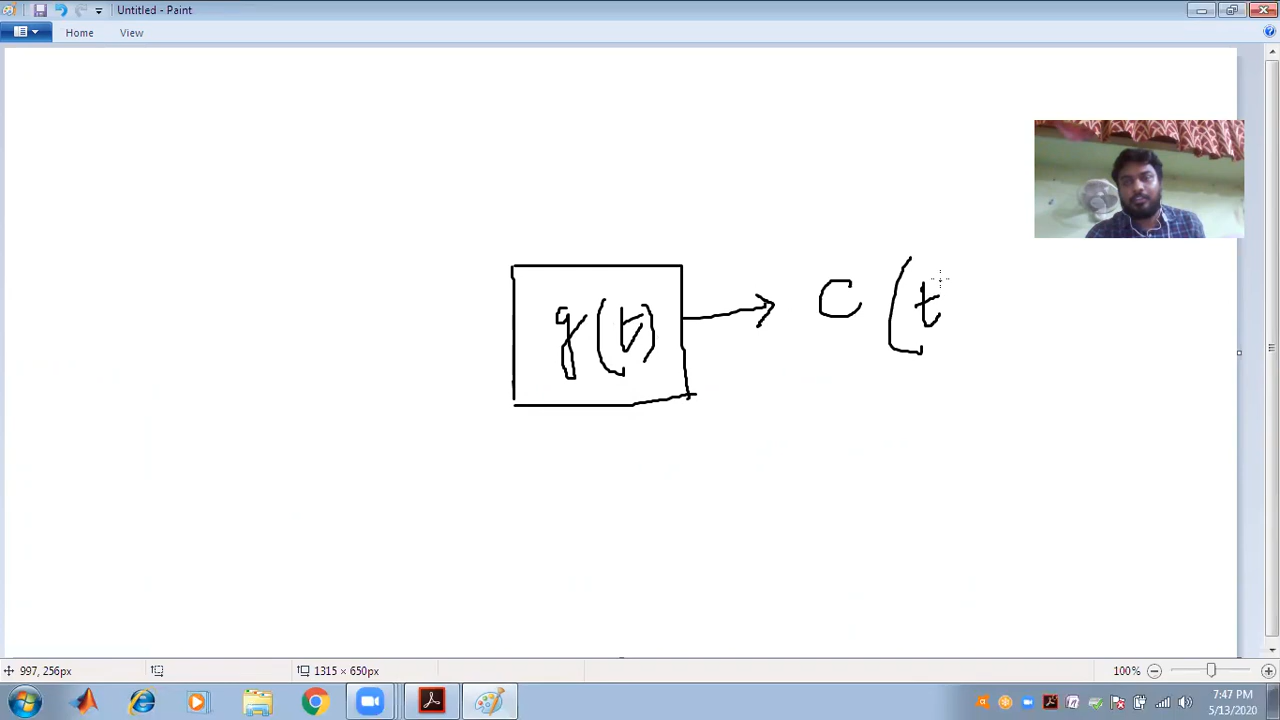 Untitled - Paint
Home View
g(t) → C (t
997, 256px
1315 × 650px
100%
7:47 PM
5/13/2020